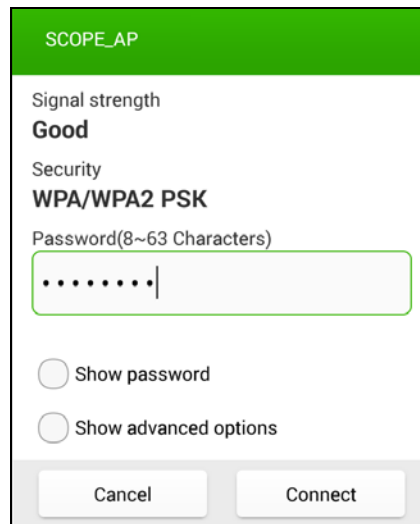 SCOPE_AP
Signal strength
Good
Security
WPA/WPA2 PSK
Password(8~63 Characters)
••••••••
Show password
Show advanced options
Cancel Connect